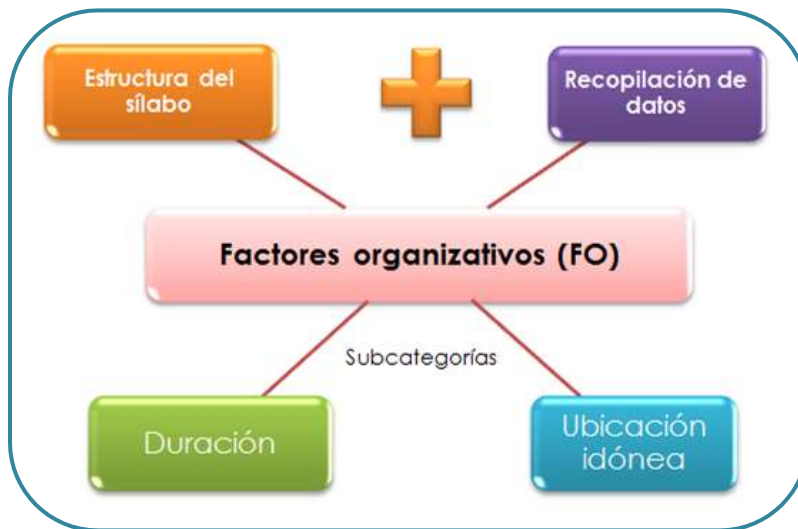 Estructura del
sílabo
Recopilación de
datos
Factores organizativos (FO)
Subcategorías
Duración
Ubicación
idónea